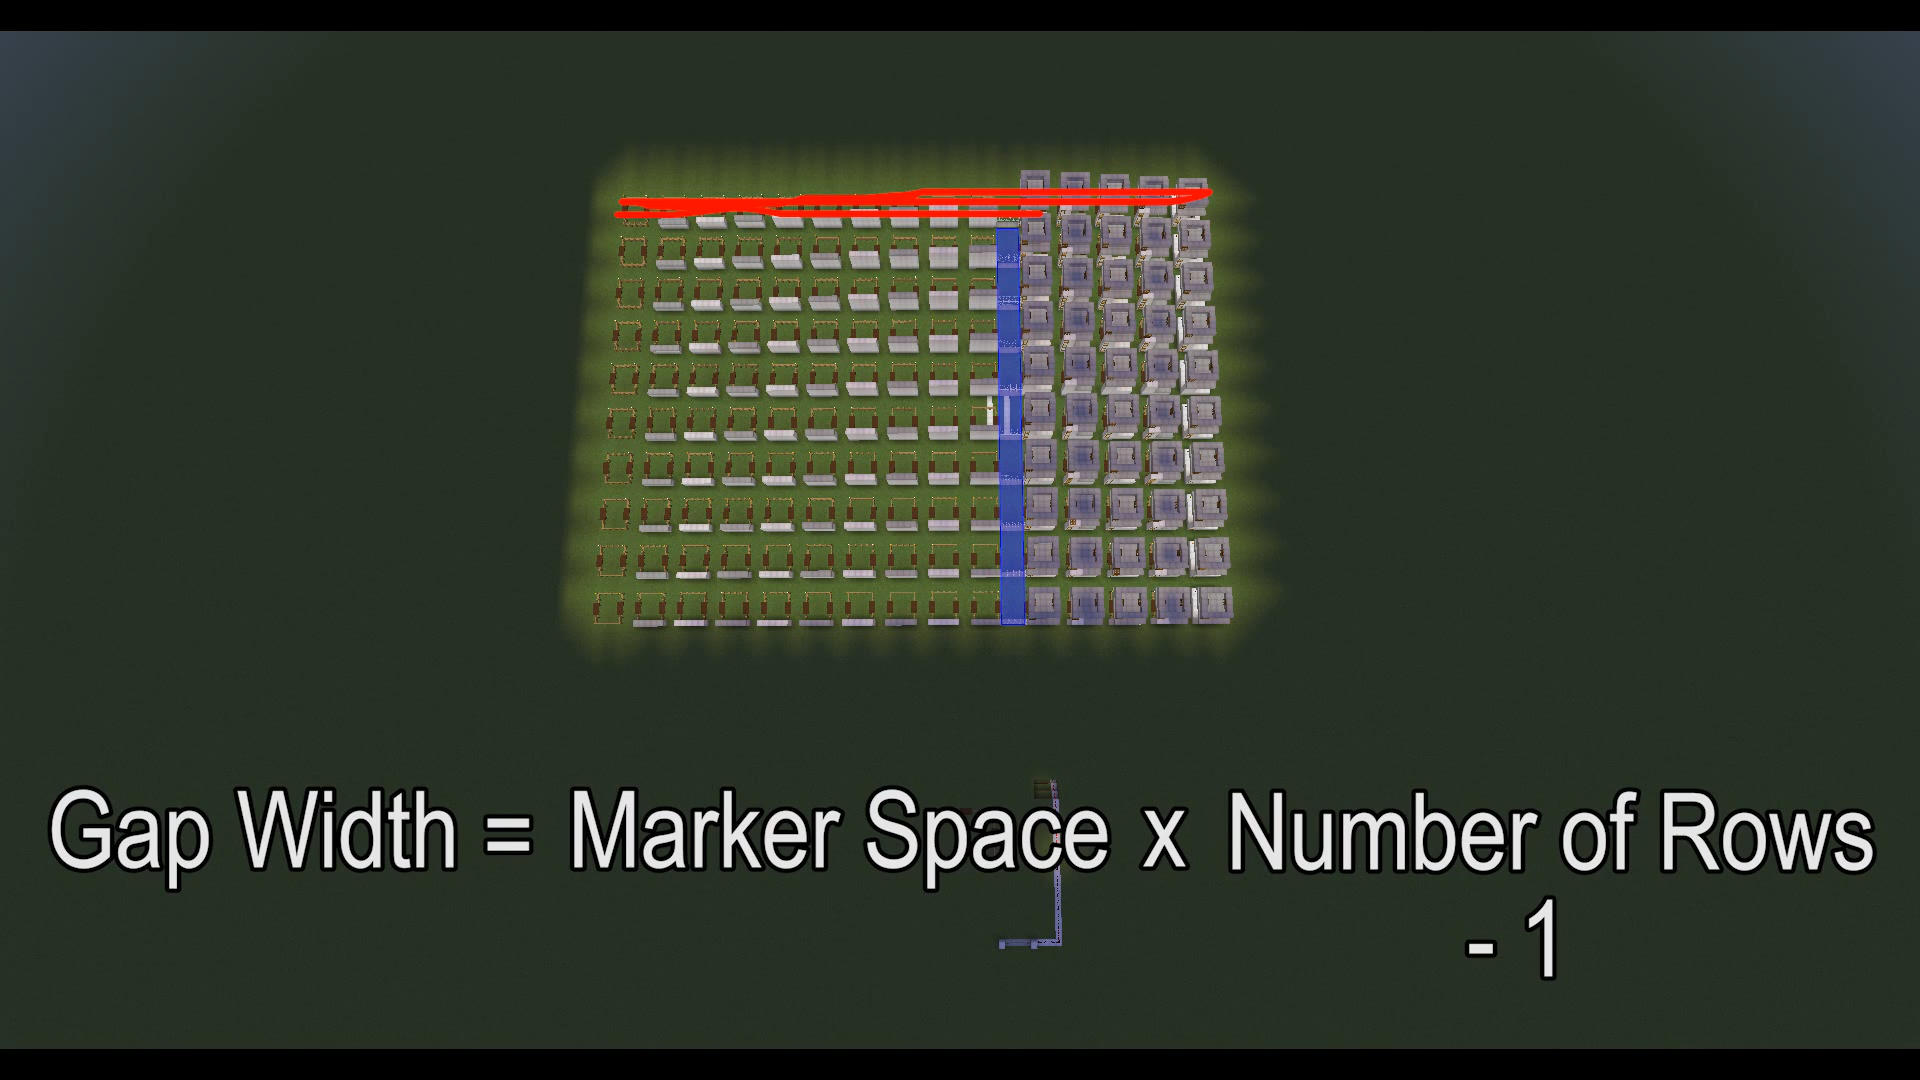 Gap Width = Marker Space x Number of Rows
- 1